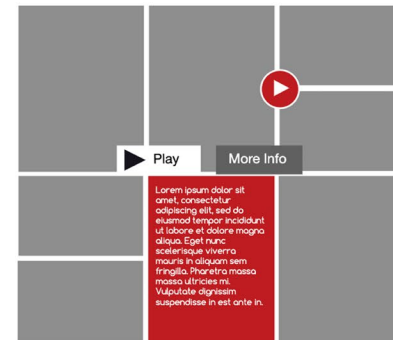 Play
More Info
Lorem ipsum dolor sit
amet, consectetur
adipiscing elit, sed do
eiusmod tempor incididunt
ut labore et dolore magna
aliqua. Eget nunc
scelerisque viverra
mauris in aliquam sem
fringilla. Pharetra massa
massa ultricies mi.
Vulputate dignissim
suspendisse in est ante in.